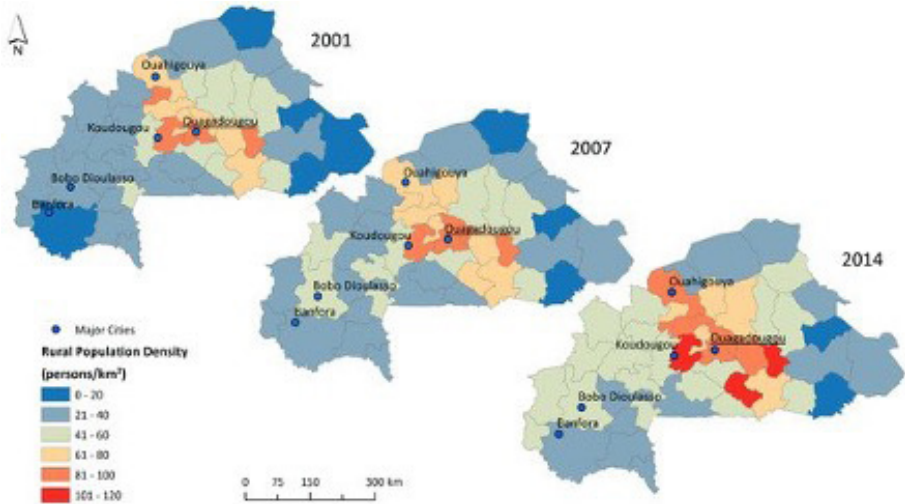 N
2001
Ouahigouya
Koudougou
Ouagadougou
Bobo Dioulasso
Banfora
2007
Ouahigouya
Koudougou
Ouagadougou
Bobo Dioulasso
Banfora
2014
Ouahigouya
Koudougou
Ouagadougou
Bobo Dioulasso
Banfora
Major Cities
Rural Population Density
(persons/km²)
0 - 20
21 - 40
41 - 60
61 - 80
81 - 100
101 - 120
0 75 150 300 km